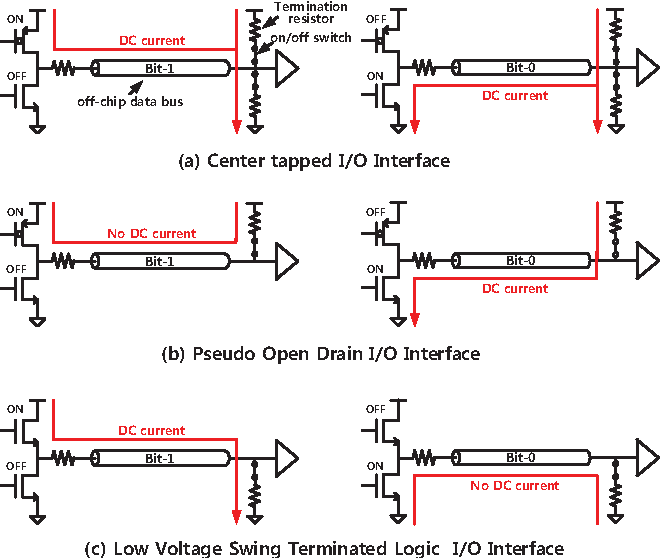 ON
OFF
DC current
Bit-1
off-chip data bus
Termination
resistor
on/off switch
OFF
ON
Bit-0
DC current
(a) Center tapped I/O Interface
ON
OFF
No DC current
Bit-1
OFF
ON
Bit-0
DC current
(b) Pseudo Open Drain I/O Interface
ON
OFF
DC current
Bit-1
OFF
ON
Bit-0
No DC current
(c) Low Voltage Swing Terminated Logic I/O Interface